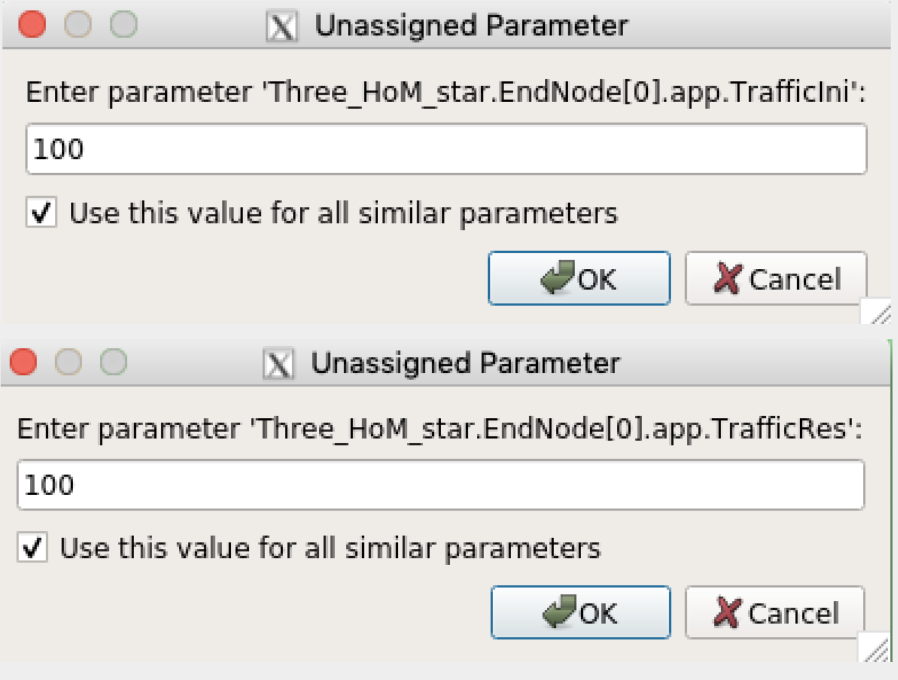 Unassigned Parameter
Enter parameter 'Three_HoM_star.EndNode[0].app.TrafficIni':
100
Use this value for all similar parameters
OK Cancel
Unassigned Parameter
Enter parameter 'Three_HoM_star.EndNode[0].app.TrafficRes':
100
Use this value for all similar parameters
OK Cancel